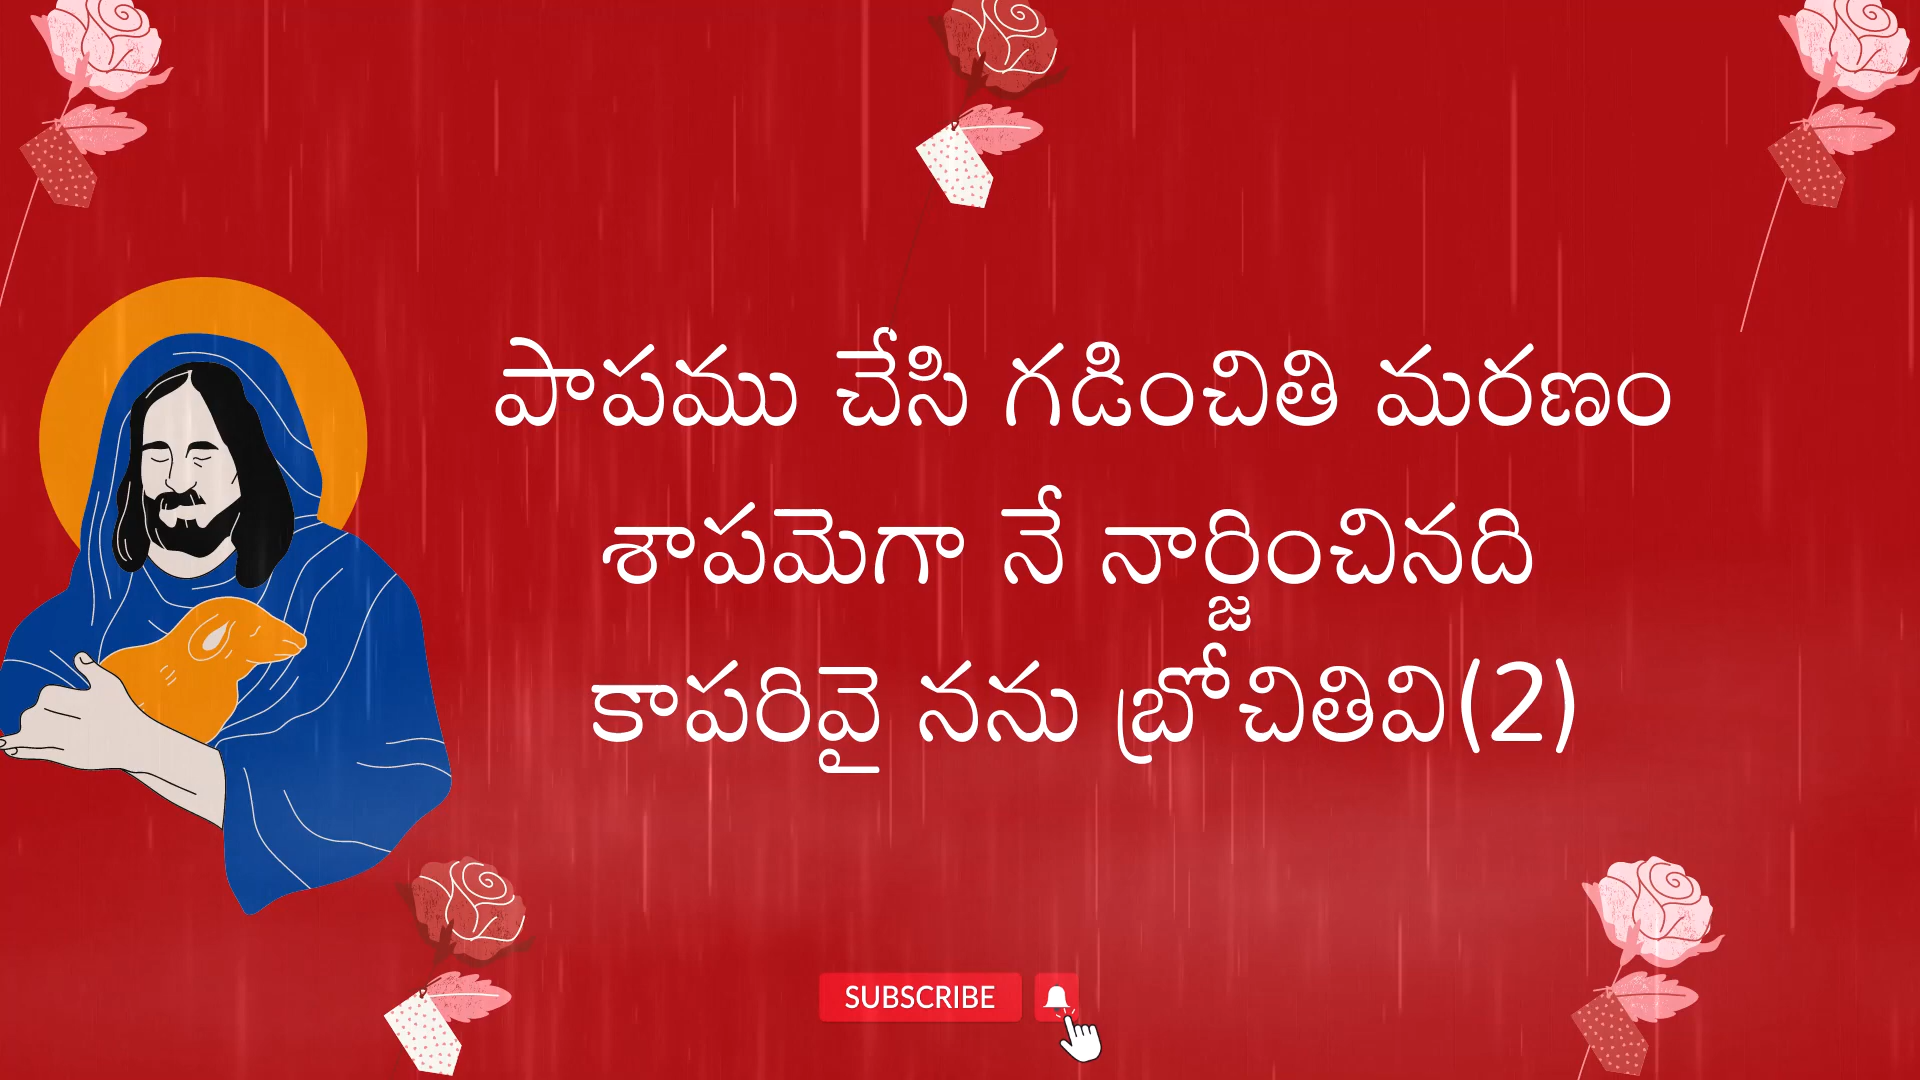 పాపము చేసి గడించితి మరణం
శాపమెగా నే నార్జించినది
కాపరివై నను బ్రోచితివి(2)
SUBSCRIBE